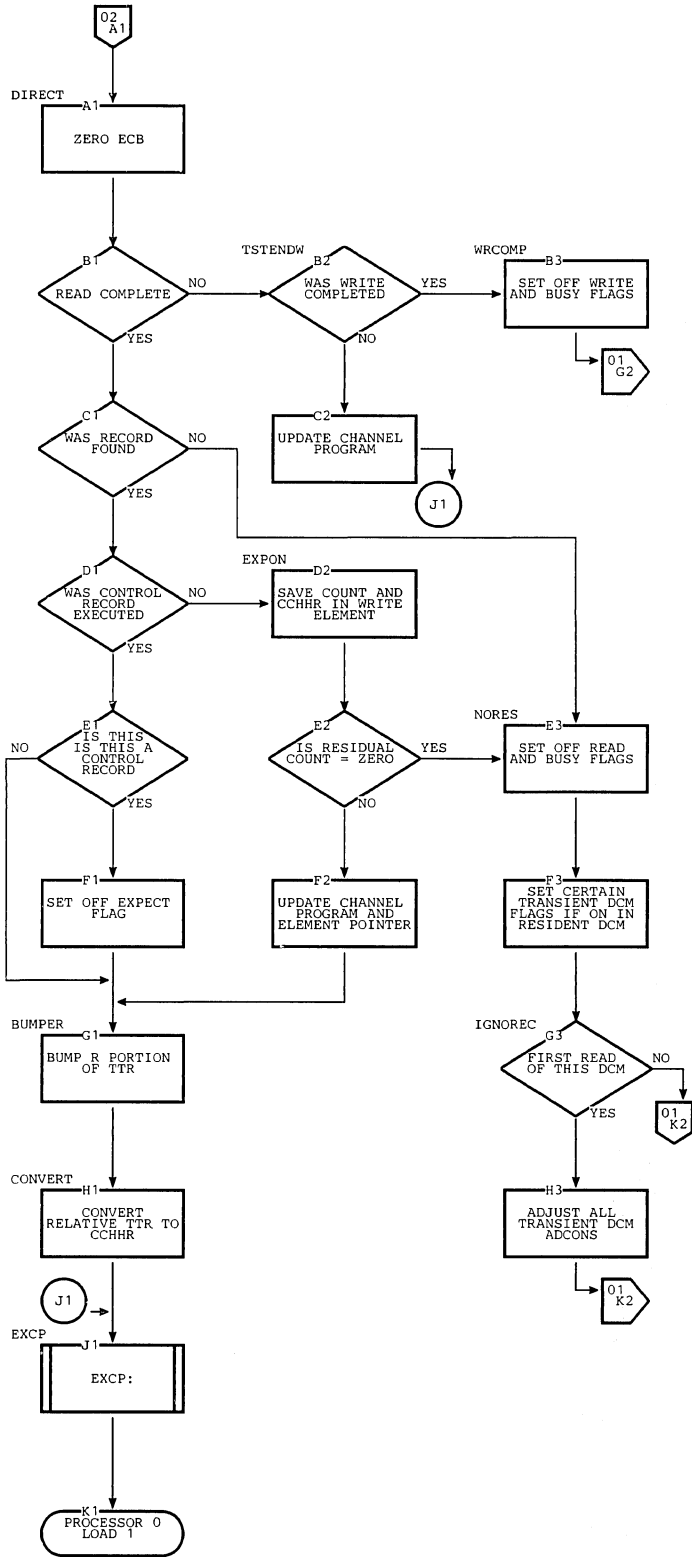 02
A1
DIRECT
A1
ZERO ECB
B1
READ COMPLETE
NO
YES
TSTENDW
B2
WAS WRITE
COMPLETED
YES
NO
WRCOMP
B3
SET OFF WRITE
AND BUSY FLAGS
01
G2
C1
WAS RECORD
FOUND
NO
YES
C2
UPDATE CHANNEL
PROGRAM
J1
D1
WAS CONTROL
RECORD
EXECUTED
NO
YES
EXPON
D2
SAVE COUNT AND
CCHHR IN WRITE
ELEMENT
E1
IS THIS
IS THIS A
CONTROL
RECORD
NO
YES
E2
IS RESIDUAL
COUNT = ZERO
YES
NO
NORES
E3
SET OFF READ
AND BUSY FLAGS
F1
SET OFF EXPECT
FLAG
F2
UPDATE CHANNEL
PROGRAM AND
ELEMENT POINTER
F3
SET CERTAIN
TRANSIENT DCM
FLAGS IF ON IN
RESIDENT DCM
BUMPER
G1
BUMP R PORTION
OF TTR
IGNOREC
G3
FIRST READ
OF THIS DCM
NO
YES
01
K2
CONVERT
H1
CONVERT
RELATIVE TTR TO
CCHHR
H3
ADJUST ALL
TRANSIENT DCM
ADCONS
01
K2
J1
EXCP
J1
EXCP:
K1
PROCESSOR 0
LOAD 1